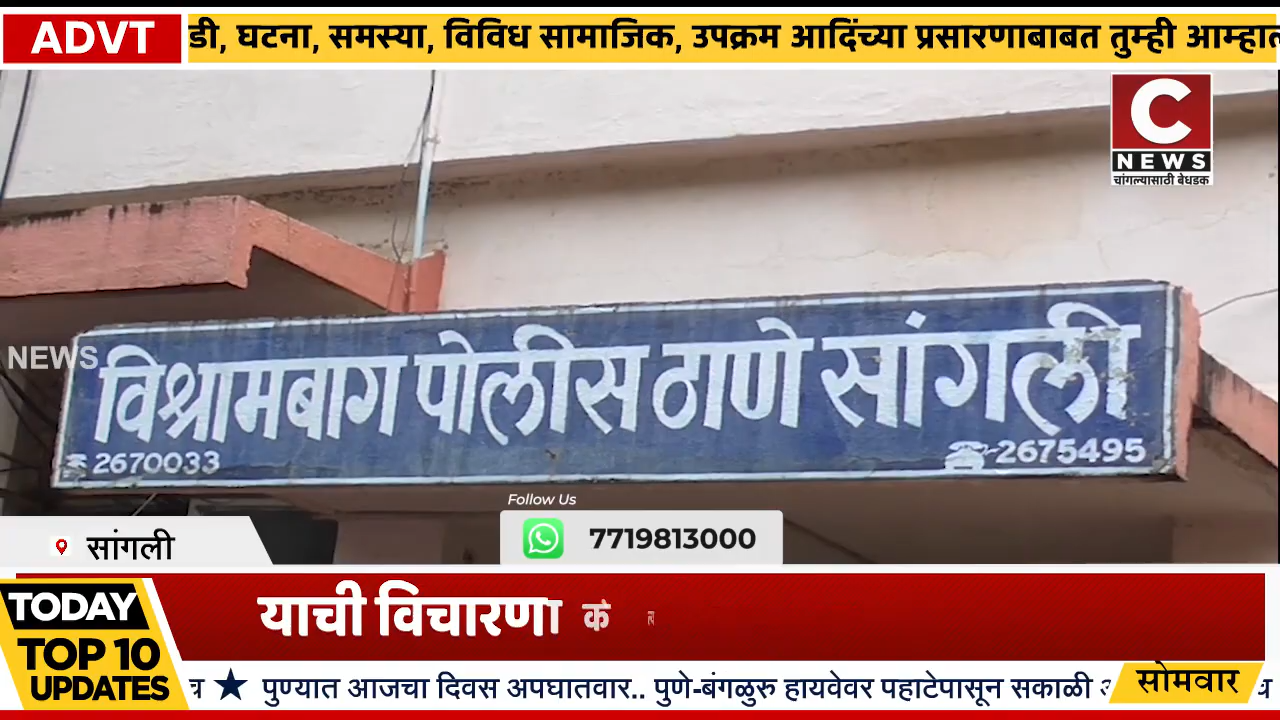 ADVT
डी, घटना, समस्या, विविध सामाजिक, उपक्रम आदिंच्या प्रसारणाबाबत तुम्ही
C
NEWS
चांगल्यासाठी बेधडक
NEWS
विश्रामबाग पोलीस ठाणे सांगली
2670033
2675495
Follow Us
7719813000
सांगली
याची विचारणा
TODAY
TOP 10
UPDATES
पुण्यात आजचा दिवस अपघातवार.. पुणे-बंगळुरु हायवेवर पहाटेपासून सकाळी
सोमवार